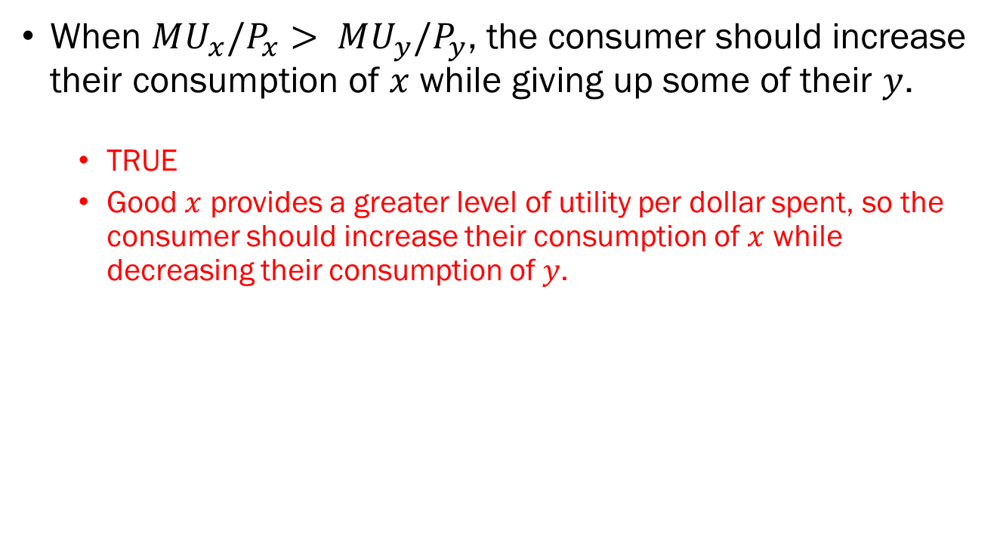 • When 𝑀𝑈ₓ/𝑃ₓ > 𝑀𝑈_y/𝑃_y, the consumer should increase
their consumption of 𝑥 while giving up some of their 𝑦.
• TRUE
• Good 𝑥 provides a greater level of utility per dollar spent, so the
consumer should increase their consumption of 𝑥 while
decreasing their consumption of 𝑦.